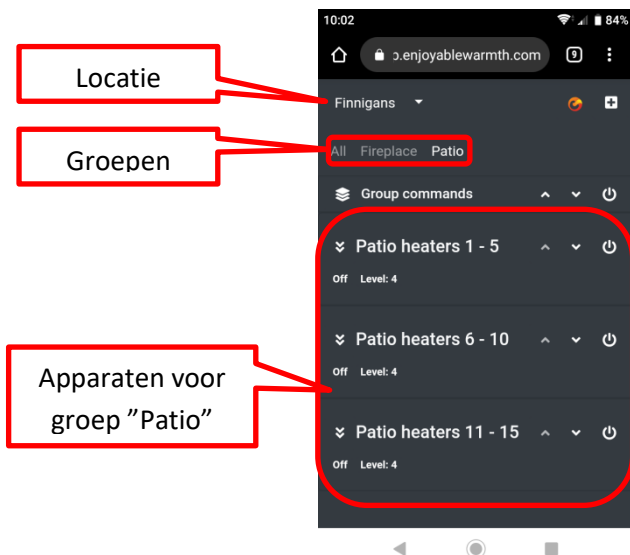 10:02 84%
ɔ.enjoyablewarmth.com 9
Locatie
Finnigans
Groepen
All Fireplace Patio
Group commands
Patio heaters 1 - 5
Off Level: 4
Patio heaters 6 - 10
Off Level: 4
Apparaten voor
groep ”Patio”
Patio heaters 11 - 15
Off Level: 4